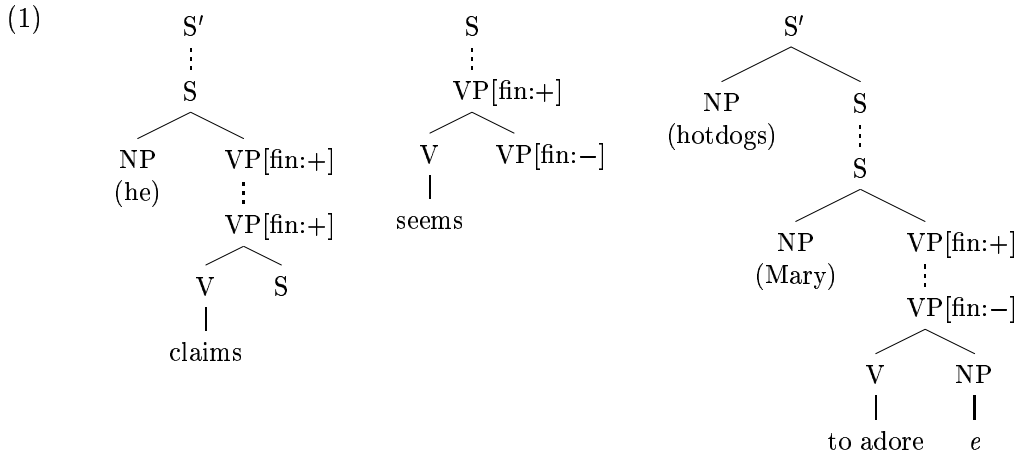 (1)
S′ S S′
S VP[fin:+] NP S
(hotdogs)
NP VP[fin:+] V VP[fin:−] S
(he)
VP[fin:+] seems NP VP[fin:+]
(Mary)
V S VP[fin:−]
claims V NP
to adore e